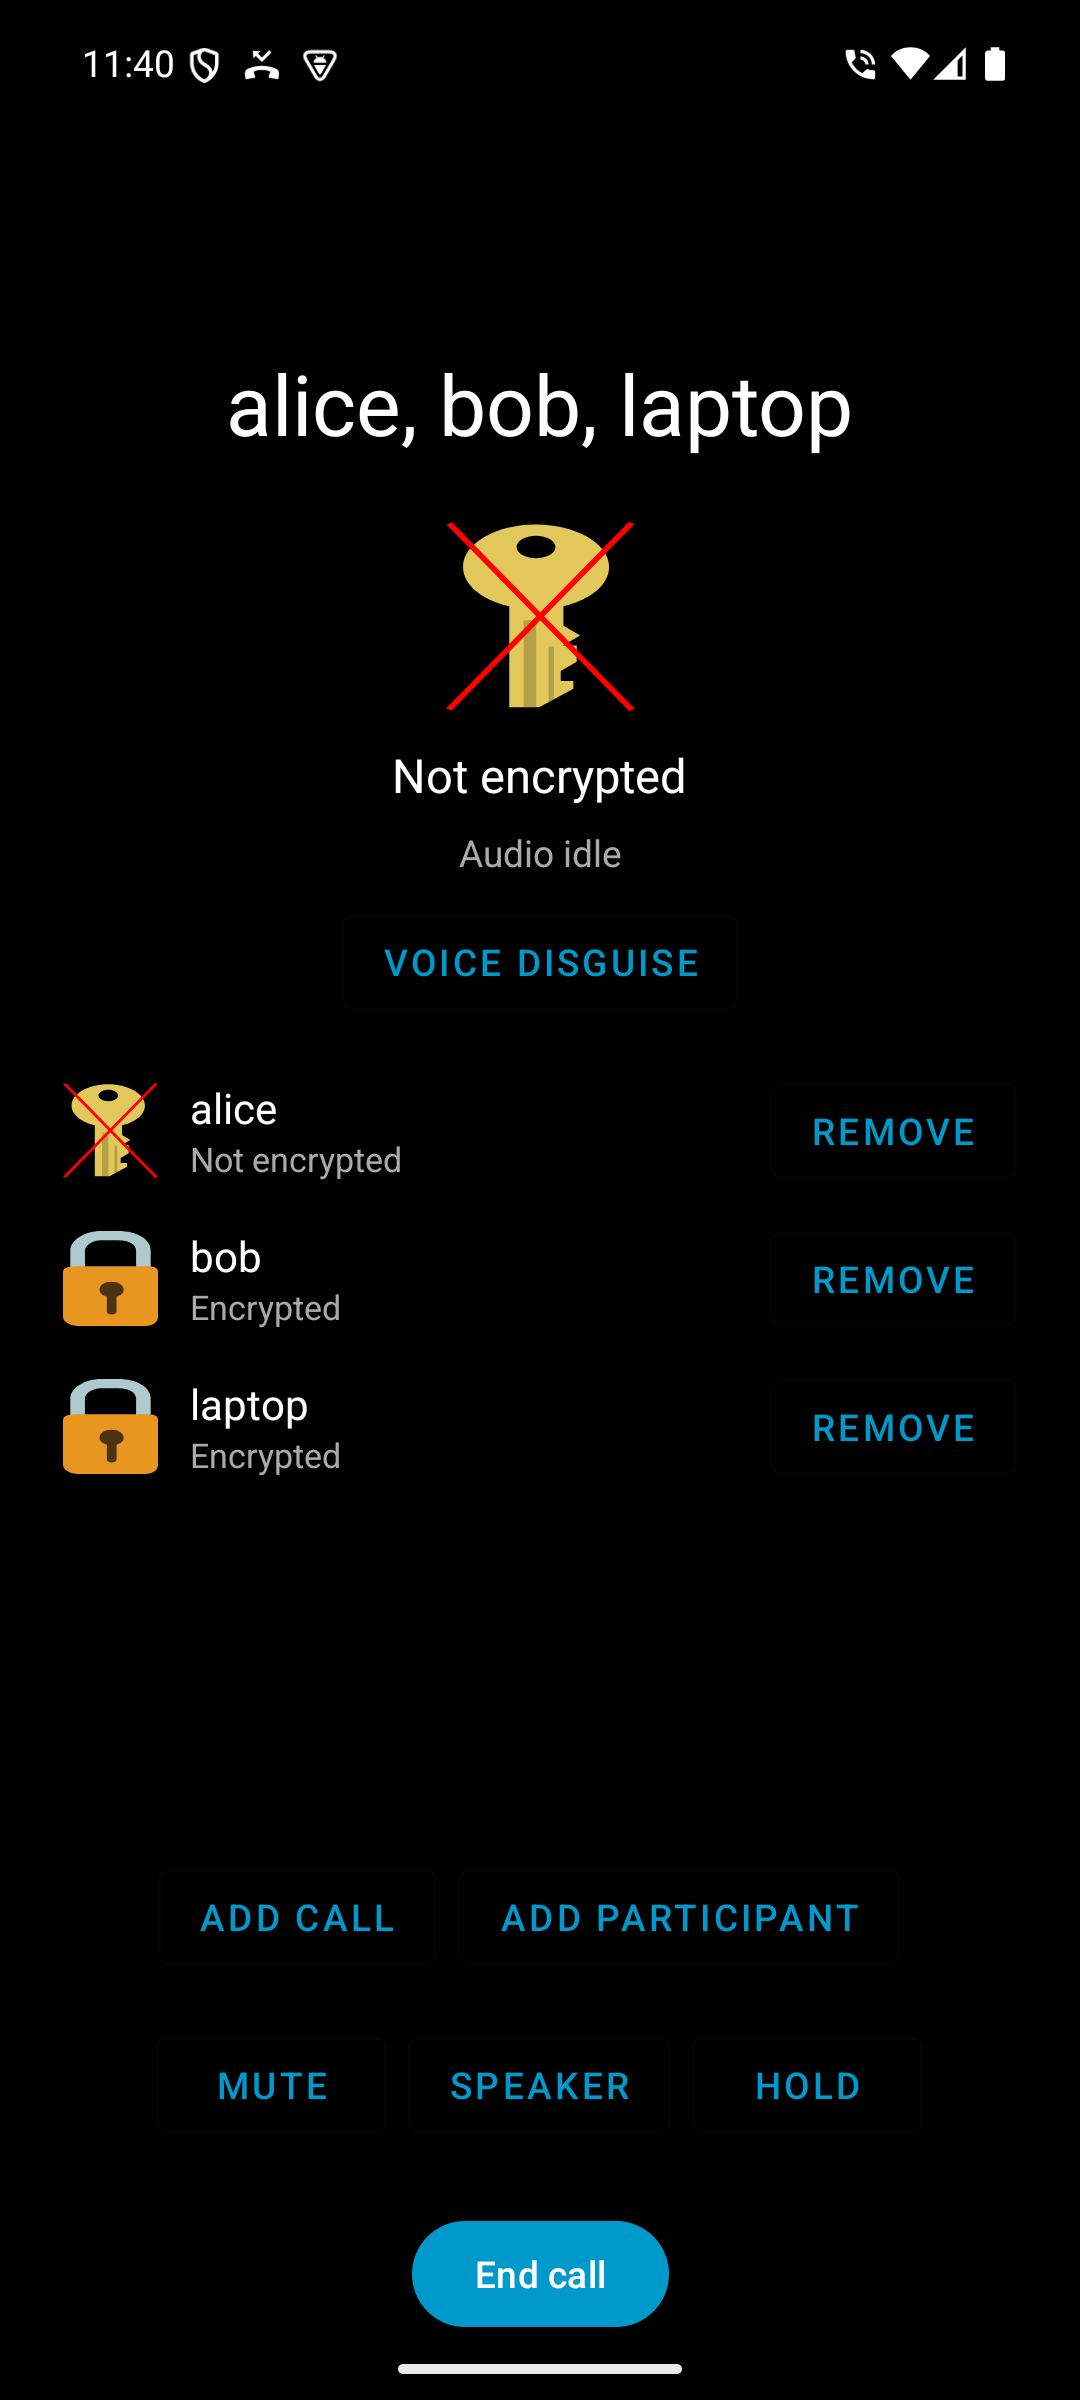 11:40
alice, bob, laptop
Not encrypted
Audio idle
VOICE DISGUISE
alice
Not encrypted
REMOVE
bob
Encrypted
REMOVE
laptop
Encrypted
REMOVE
ADD CALL ADD PARTICIPANT
MUTE SPEAKER HOLD
End call